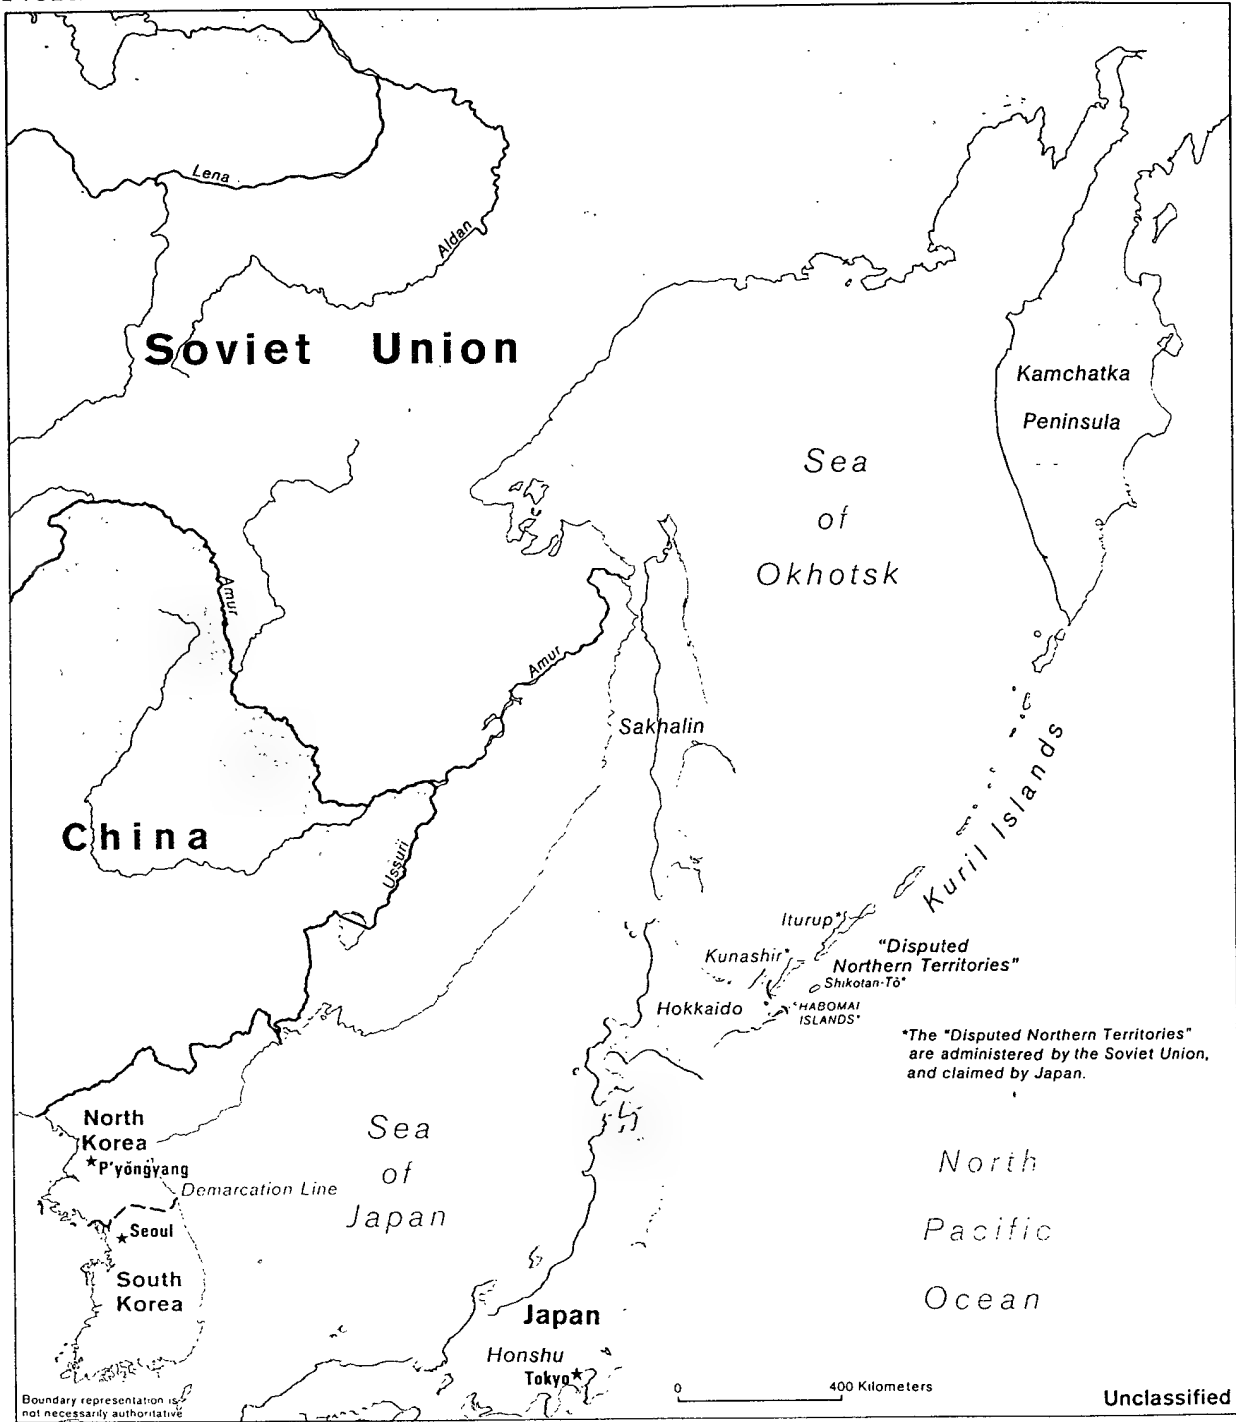 Lena
Aldan
Soviet Union
Kamchatka
Peninsula
Sea
of
Okhotsk
Amur
Amur
Sakhalin
Kuril Islands
China
Ussuri
Iturup*
Kunashir*
"Disputed
Northern Territories"
Shikotan-Tō*
Hokkaido
*HABOMAI
ISLANDS*
*The "Disputed Northern Territories"
are administered by the Soviet Union,
and claimed by Japan.
North
Korea
P'yŏngyang
Demarcation Line
Seoul
South
Korea
Sea
of
Japan
North
Pacific
Ocean
Japan
Honshu
Tokyo
0 400 Kilometers
Boundary representation is
not necessarily authoritative
Unclassified